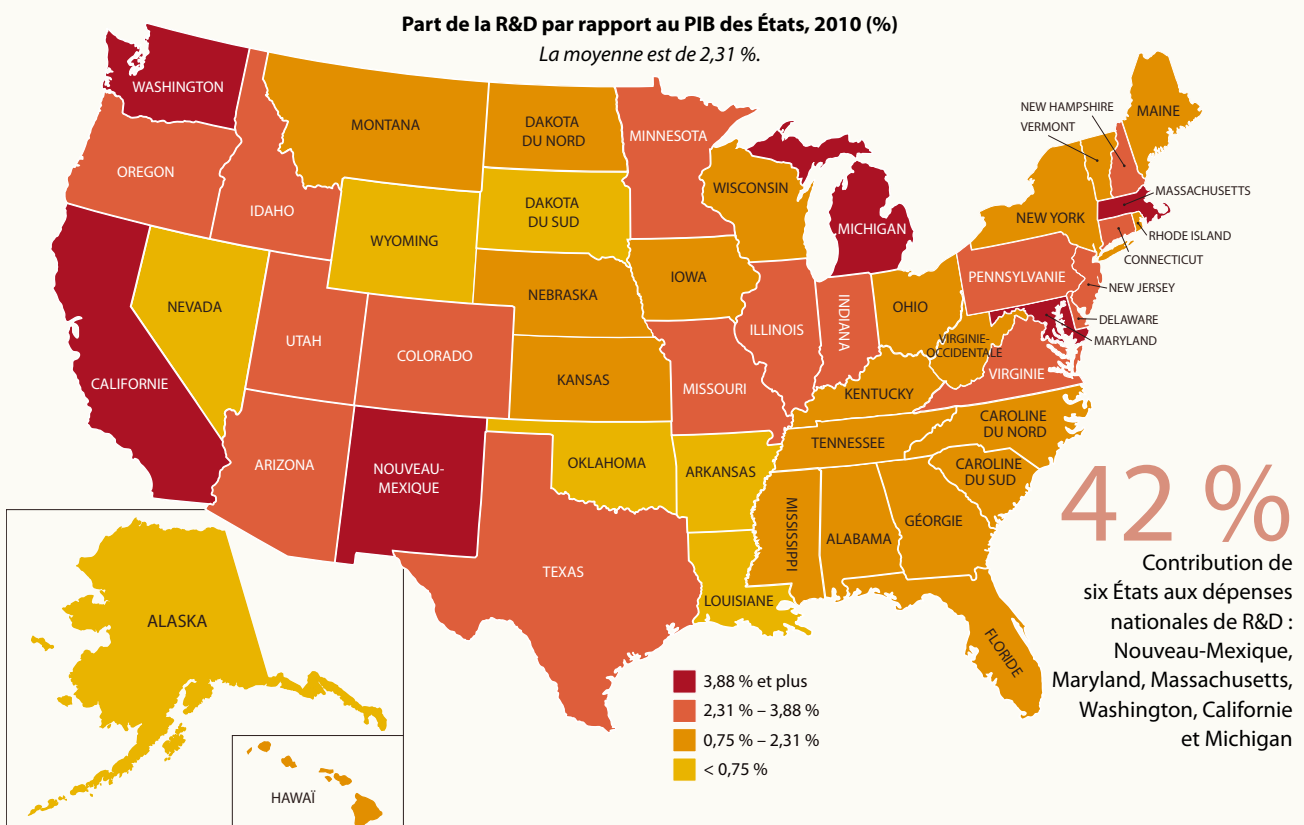 Part de la R&D par rapport au PIB des États, 2010 (%)
La moyenne est de 2,31 %.
WASHINGTON
OREGON
IDAHO
MONTANA
DAKOTA
DU NORD
MINNESOTA
WISCONSIN
MICHIGAN
NEW HAMPSHIRE
VERMONT
MAINE
MASSACHUSETTS
RHODE ISLAND
CONNECTICUT
NEW YORK
PENNSYLVANIE
NEW JERSEY
DELAWARE
MARYLAND
WYOMING
DAKOTA
DU SUD
NEVADA
UTAH
COLORADO
NEBRASKA
IOWA
ILLINOIS
INDIANA
OHIO
VIRGINIE-
OCCIDENTALE
VIRGINIE
CALIFORNIE
KANSAS
MISSOURI
KENTUCKY
ARIZONA
NOUVEAU-
MEXIQUE
OKLAHOMA
ARKANSAS
TENNESSEE
CAROLINE
DU NORD
CAROLINE
DU SUD
MISSISSIPPI
ALABAMA
GÉORGIE
TEXAS
LOUISIANE
FLORIDE
ALASKA
HAWAÏ
3,88 % et plus
2,31 % – 3,88 %
0,75 % – 2,31 %
< 0,75 %
42 %
Contribution de
six États aux dépenses
nationales de R&D :
Nouveau-Mexique,
Maryland, Massachusetts,
Washington, Californie
et Michigan